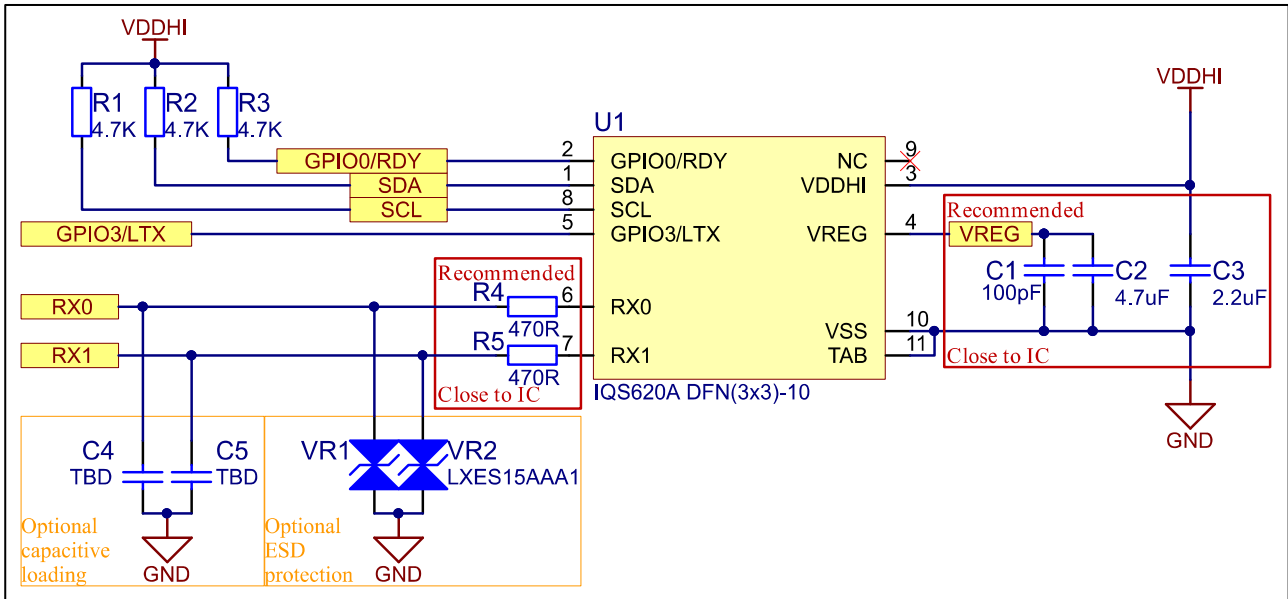 VDDHI
R1
4.7K
R2
4.7K
R3
4.7K
GPIO0/RDY
SDA
SCL
GPIO3/LTX
RX0
RX1
Recommended
R4
470R
R5
470R
Close to IC
U1
2
1
8
5
6
7
GPIO0/RDY
SDA
SCL
GPIO3/LTX
RX0
RX1
NC
VDDHI
VREG
VSS
TAB
9
3
4
10
11
IQS620A DFN(3x3)-10
VDDHI
Recommended
VREG
C1
100pF
C2
4.7uF
C3
2.2uF
Close to IC
GND
C4
TBD
C5
TBD
Optional
capacitive
loading
GND
VR1
VR2
LXES15AAA1
Optional
ESD
protection
GND